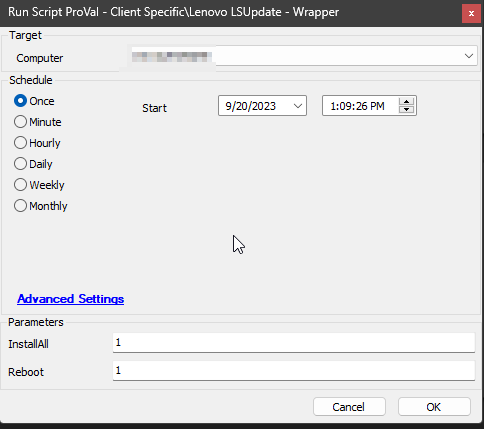 Run Script ProVal - Client Specific\Lenovo LSUpdate - Wrapper x
Target
Computer
Schedule
Once Start 9/20/2023 1:09:26 PM
Minute
Hourly
Daily
Weekly
Monthly
Advanced Settings
Parameters
InstallAll 1
Reboot 1
Cancel OK